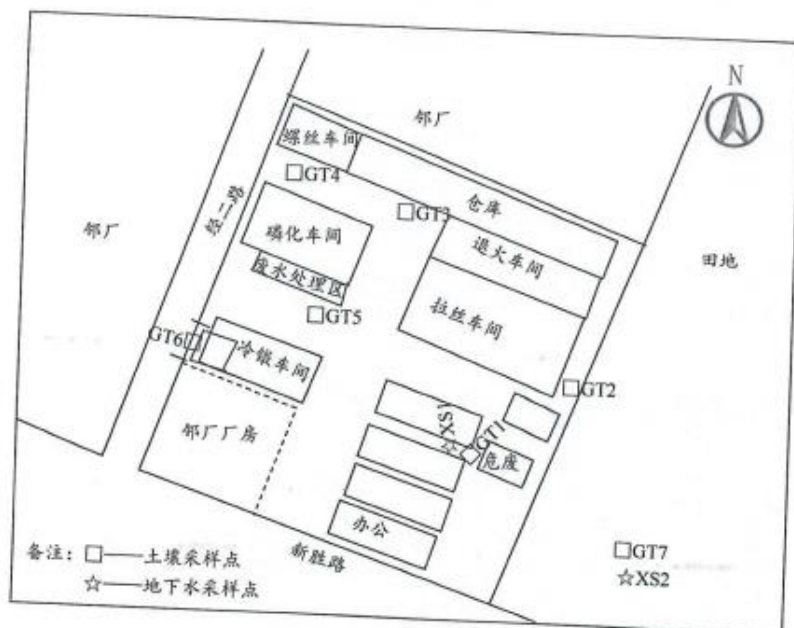 N
邻厂
螺丝车间
□GT4
仓库
□GT3
经二路
邻厂
磷化车间
退火车间
田地
废水处理区
拉丝车间
□GT5
GT6□
冷镦车间
□GT2
XS1
☆
□GT1
危废
邻厂厂房
办公
新胜路
□GT7
☆XS2
备注：□——土壤采样点
☆——地下水采样点